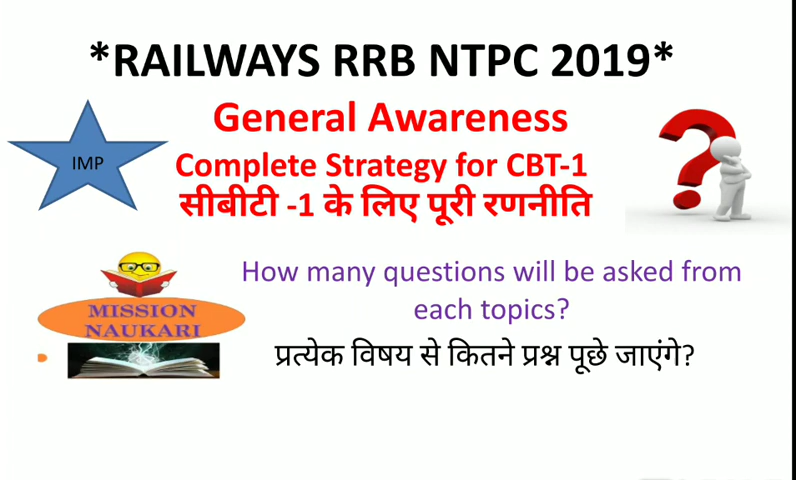 *RAILWAYS RRB NTPC 2019*
General Awareness
IMP
Complete Strategy for CBT-1
सीबीटी -1 के लिए पूरी रणनीति
How many questions will be asked from
each topics?
MISSION
NAUKARI
प्रत्येक विषय से कितने प्रश्न पूछे जाएंगे?